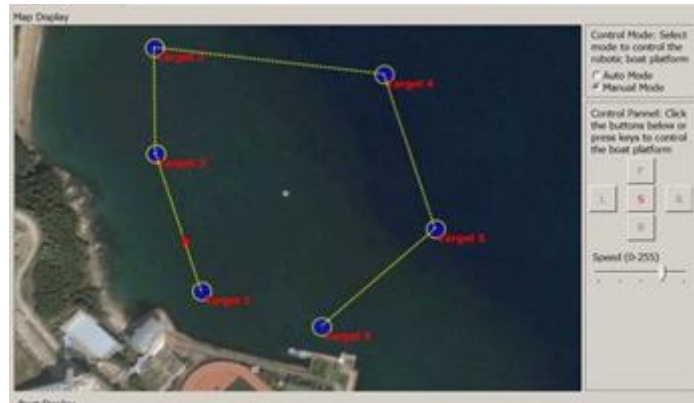 Map Display
Target 3
Target 4
Target 2
Target 5
Target 1
Target 6
Control Mode: Select
mode to control the
robotic boat platform
Auto Mode
Manual Mode
Control Pannel: Click
the buttons below or
press keys to control
the boat platform
F
L S R
B
Speed (0-255)